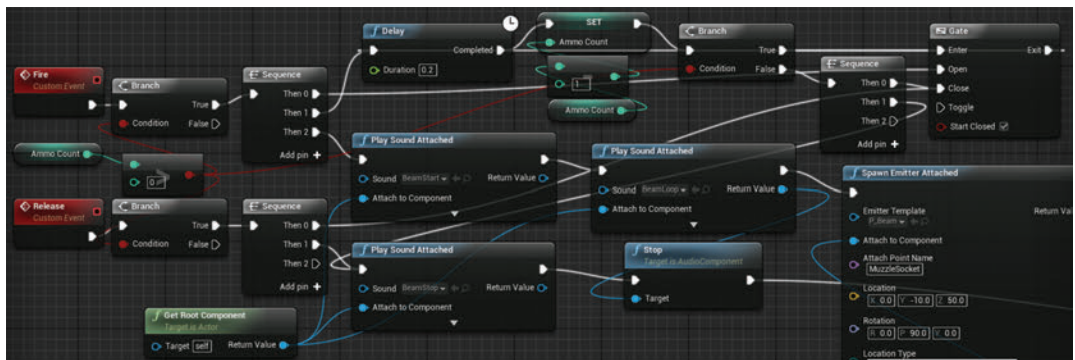 Fire
Custom Event
Branch
True
Condition
False
Sequence
Then 0
Then 1
Then 2
Add pin +
Delay
Completed
Duration 0.2
SET
Ammo Count
1
Ammo Count
Branch
True
Condition
False
Sequence
Then 0
Then 1
Then 2
Add pin +
Gate
Enter
Exit
Open
Close
Toggle
Start Closed
Ammo Count
>
0
Play Sound Attached
Sound BeamStart
Return Value
Attach to Component
Play Sound Attached
Sound BeamLoop
Return Value
Attach to Component
Spawn Emitter Attached
Emitter Template
Return Val
P_Beam
Attach to Component
Attach Point Name
MuzzleSocket
Location
X 0.0 Y -10.0 Z 50.0
Rotation
R 0.0 P 90.0 Y 0.0
Location Type
Release
Custom Event
Branch
True
Condition
False
Sequence
Then 0
Then 1
Then 2
Add pin +
Play Sound Attached
Sound BeamStop
Return Value
Attach to Component
Stop
Target is AudioComponent
Target
Get Root Component
Target is Actor
Target self
Return Value